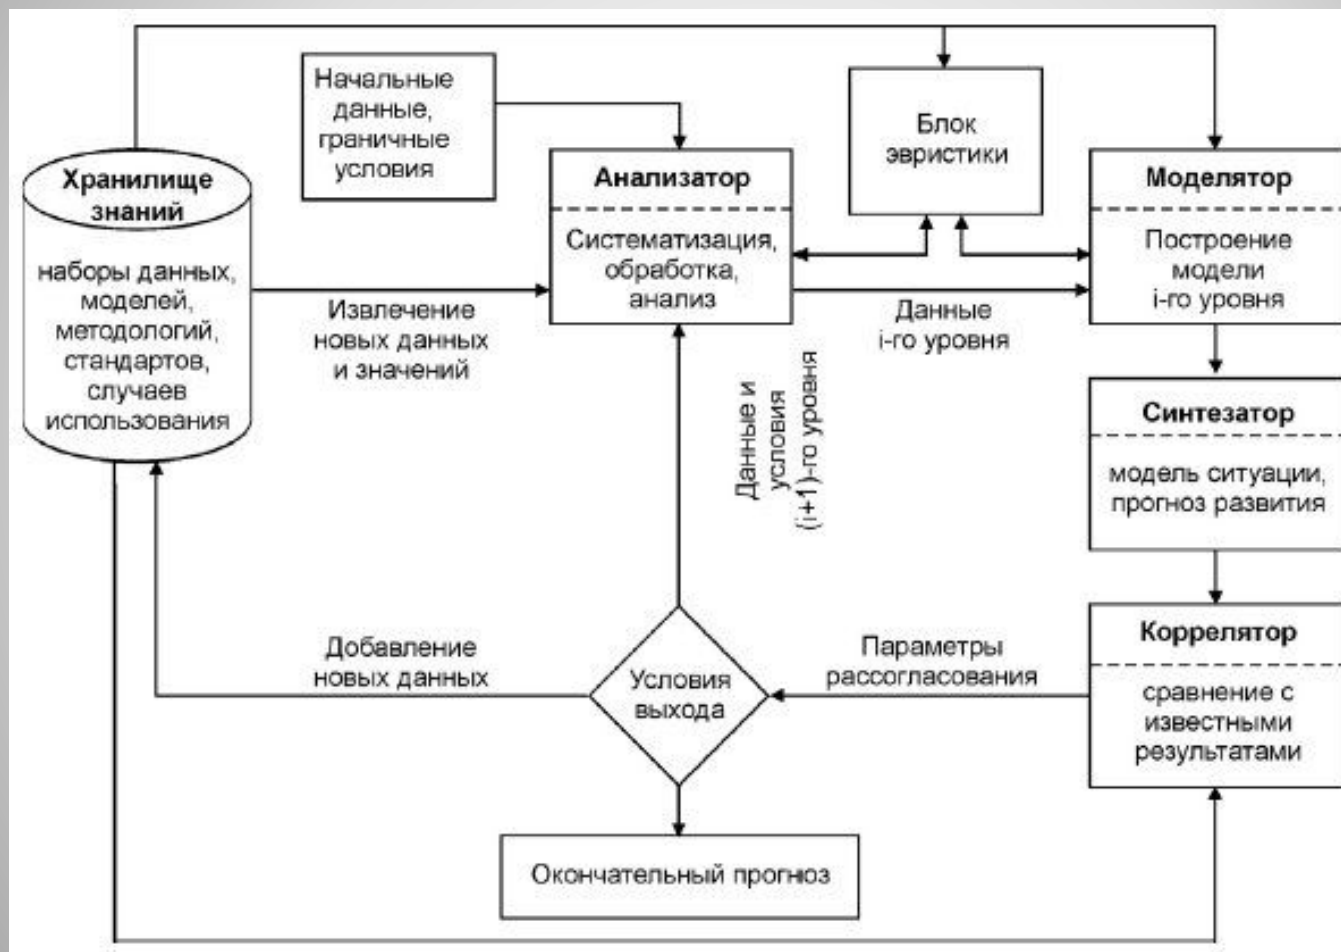 Начальные
данные,
граничные
условия
Блок
эвристики
Хранилище
знаний
наборы данных,
моделей,
методологий,
стандартов,
случаев
использования
Извлечение
новых данных
и значений
Анализатор
Систематизация,
обработка,
анализ
Данные
i-го уровня
Моделятор
Построение
модели
i-го уровня
Данные и
условия
(i+1)-го уровня
Синтезатор
модель ситуации,
прогноз развития
Коррелятор
сравнение с
известными
результатами
Параметры
рассогласования
Условия
выхода
Добавление
новых данных
Окончательный прогноз